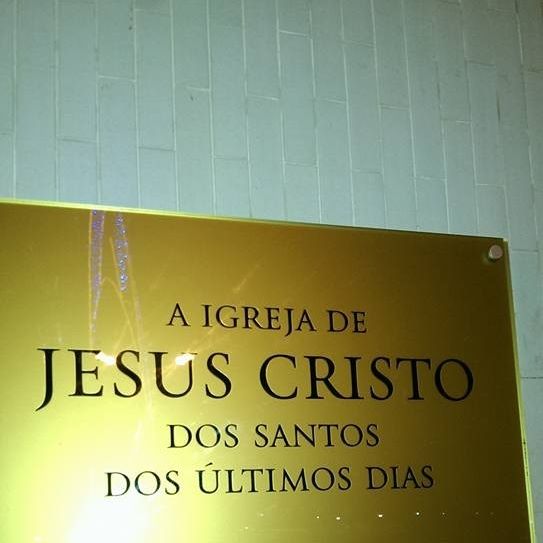 A IGREJA DE
JESUS CRISTO
DOS SANTOS
DOS ÚLTIMOS DIAS